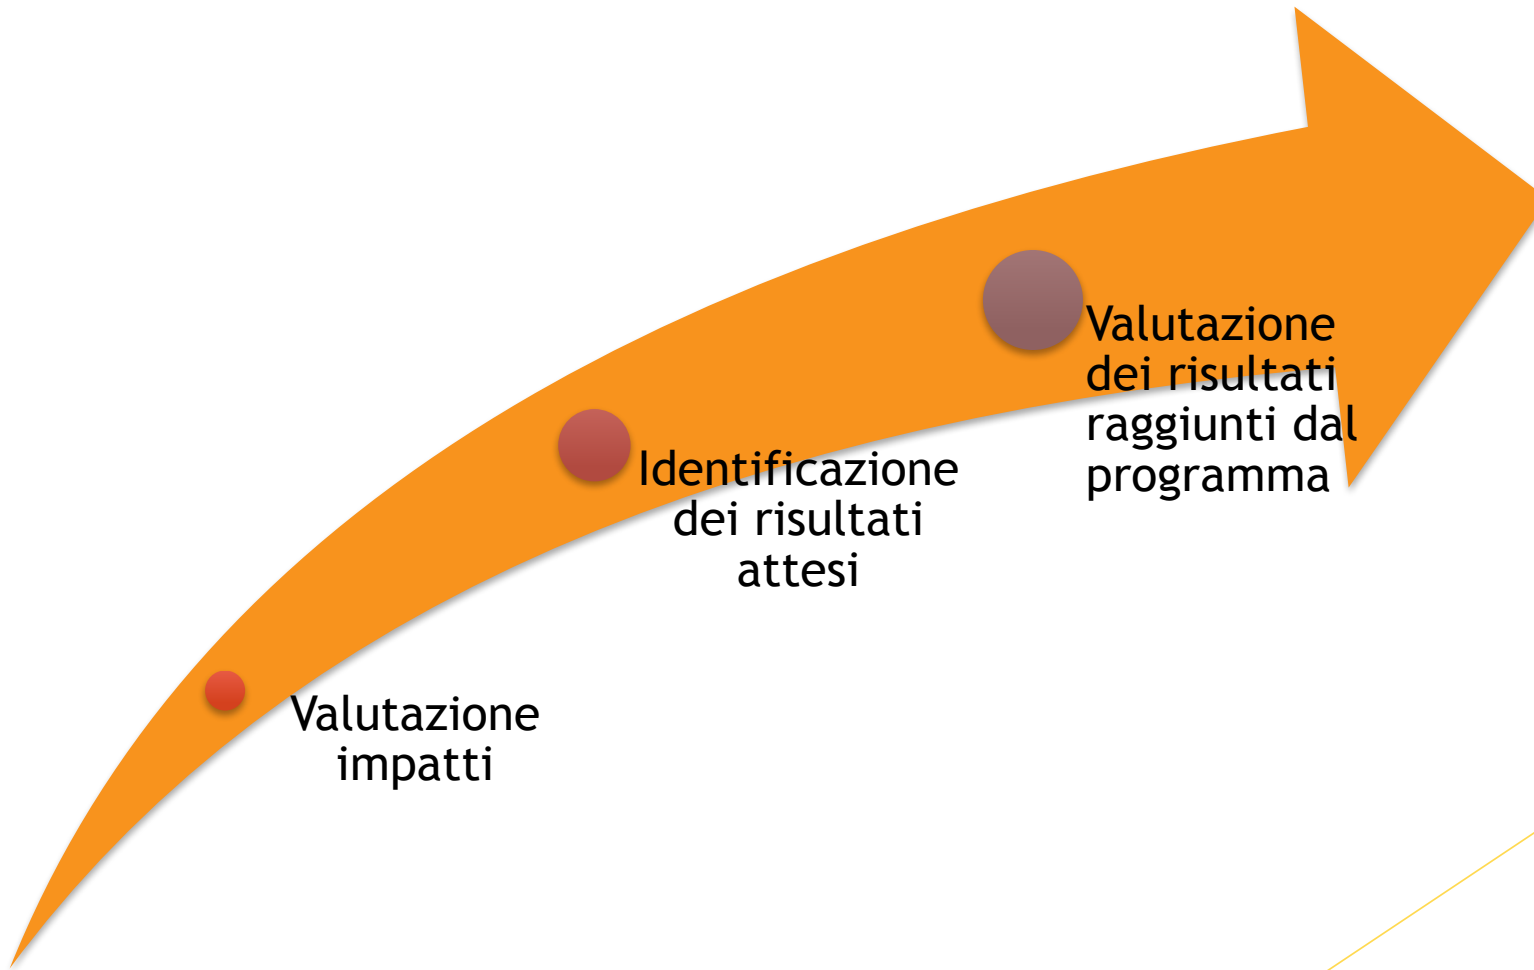 Valutazione
dei risultati
raggiunti dal
programma
Identificazione
dei risultati
attesi
Valutazione
impatti